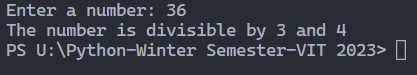 Enter a number: 36
The number is divisible by 3 and 4
PS U:\Python-Winter Semester-VIT 2023>